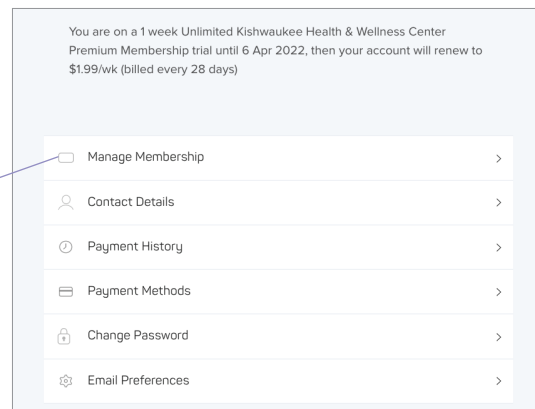 You are on a 1 week Unlimited Kishwaukee Health & Wellness Center
Premium Membership trial until 6 Apr 2022, then your account will renew to
$1.99/wk (billed every 28 days)
Manage Membership
Contact Details
Payment History
Payment Methods
Change Password
Email Preferences